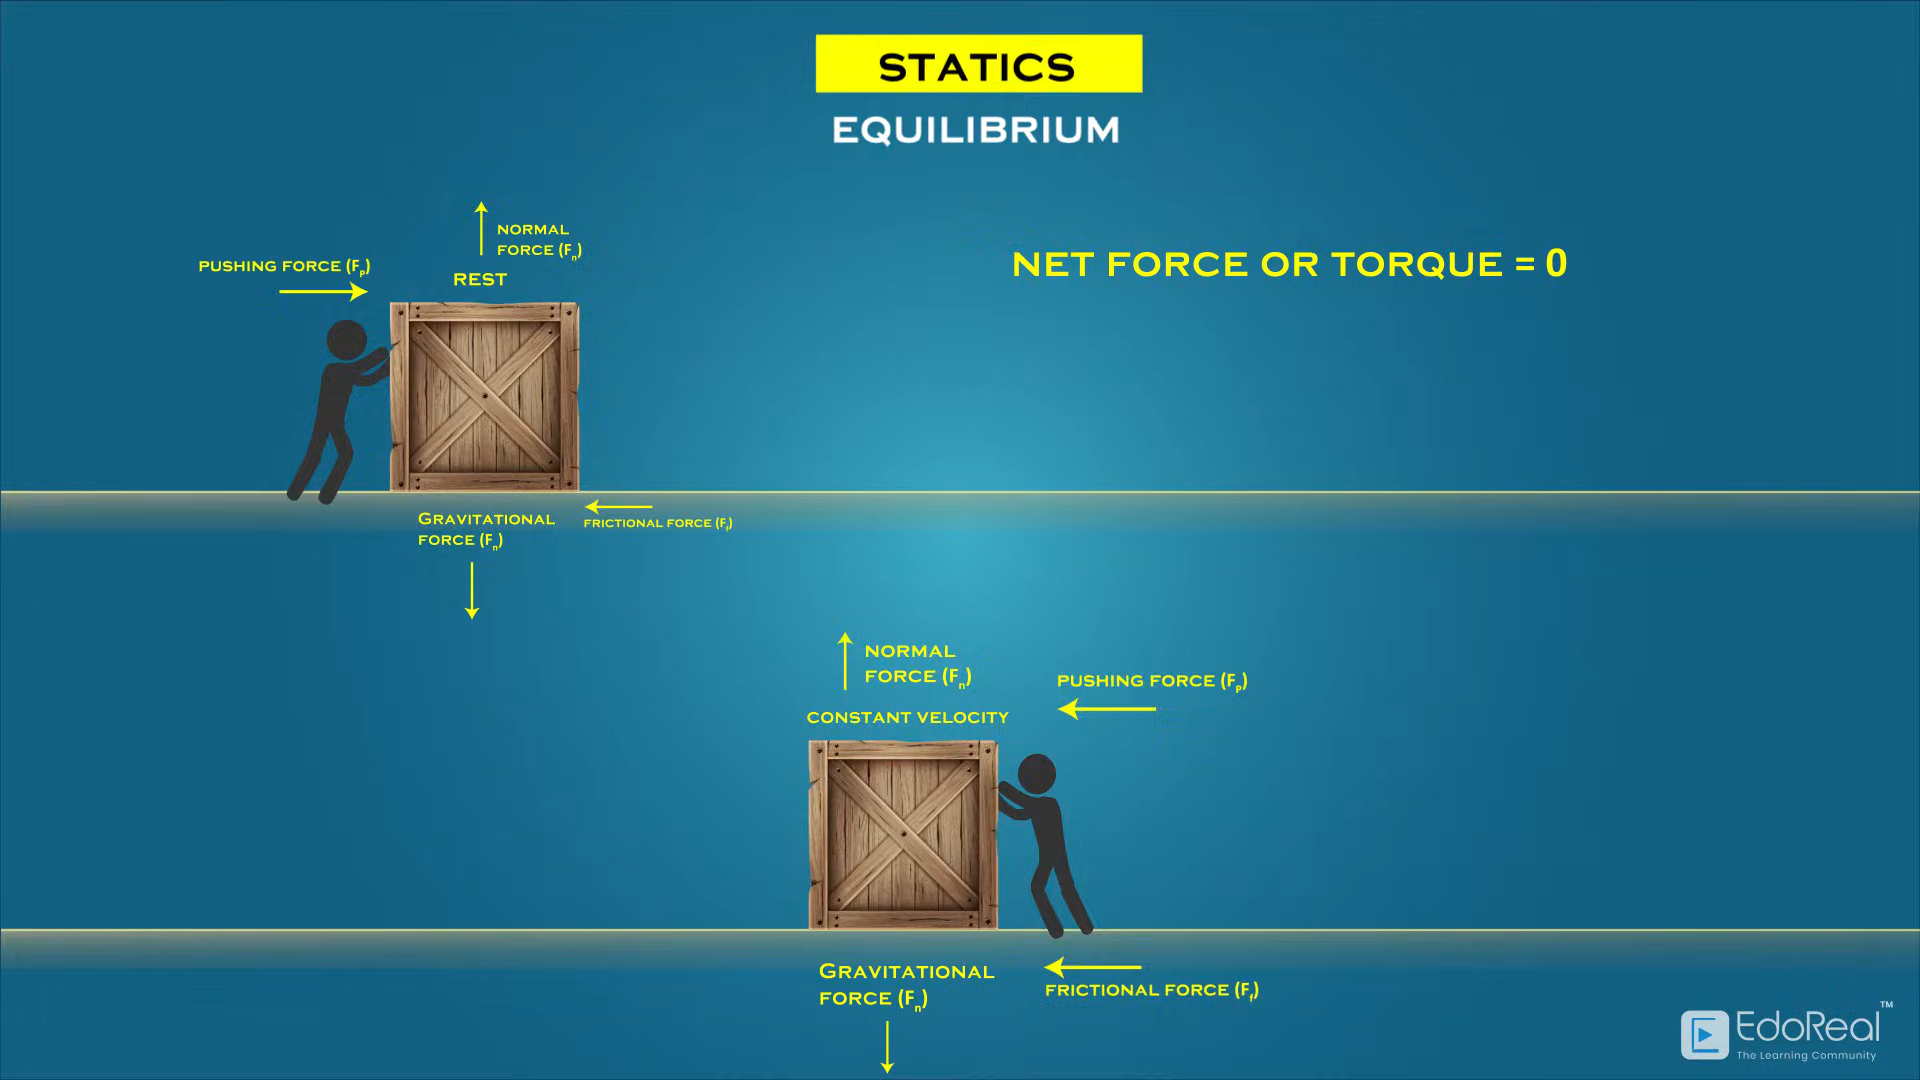 STATICS
EQUILIBRIUM
NORMAL
FORCE (Fn)
PUSHING FORCE (Fp)
REST
NET FORCE OR TORQUE = 0
GRAVITATIONAL
FORCE (Fn)
FRICTIONAL FORCE (Ff)
NORMAL
FORCE (Fn)
PUSHING FORCE (Fp)
CONSTANT VELOCITY
GRAVITATIONAL
FORCE (Fn)
FRICTIONAL FORCE (Ff)
EdoReal™
The Learning Community